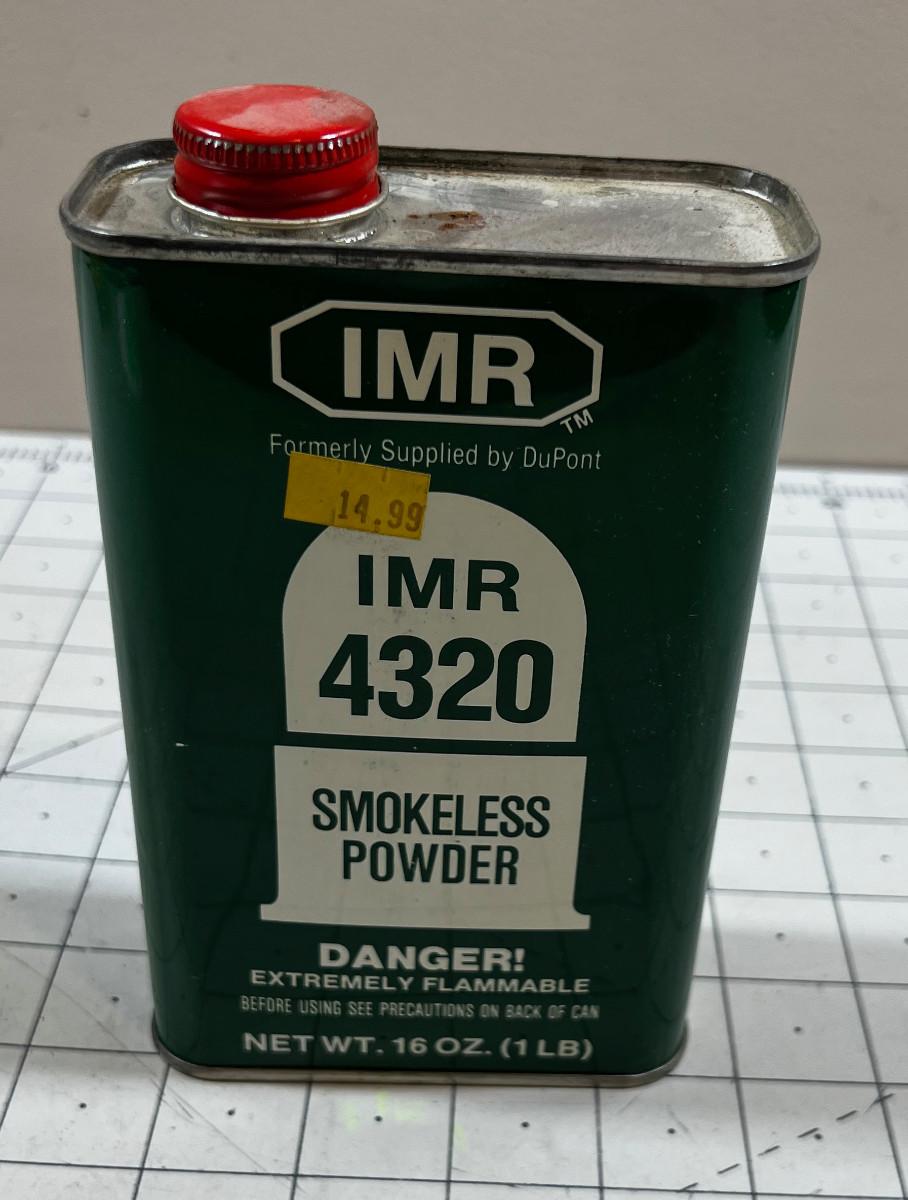 IMR
TM
Formerly Supplied by DuPont
14.99
IMR
4320
SMOKELESS
POWDER
DANGER!
EXTREMELY FLAMMABLE
BEFORE USING SEE PRECAUTIONS ON BACK OF CAN
NET WT. 16 OZ. (1 LB)